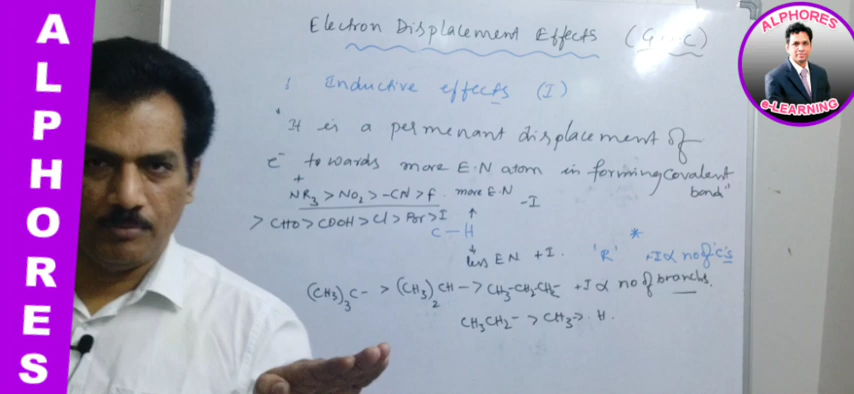 ALPHORES
Electron Displacement Effects (G...C)
1 Inductive effects (I)
"It is a permenant displacement of
e⁻ towards more E.N atom in forming covalent
bonds"
+
NR₃ > NO₂ > -CN > F. more E.N -I
> CHO > COOH > Cl > Br > I
C - H
less EN +I. 'R' * +I ∝ no of 'c's
(CH₃)₃C- > (CH₃)₂CH- > CH₃-CH₂-CH₂- +I ∝ no of branchs.
CH₃CH₂- > CH₃> H.
ALPHORES
e-LEARNING